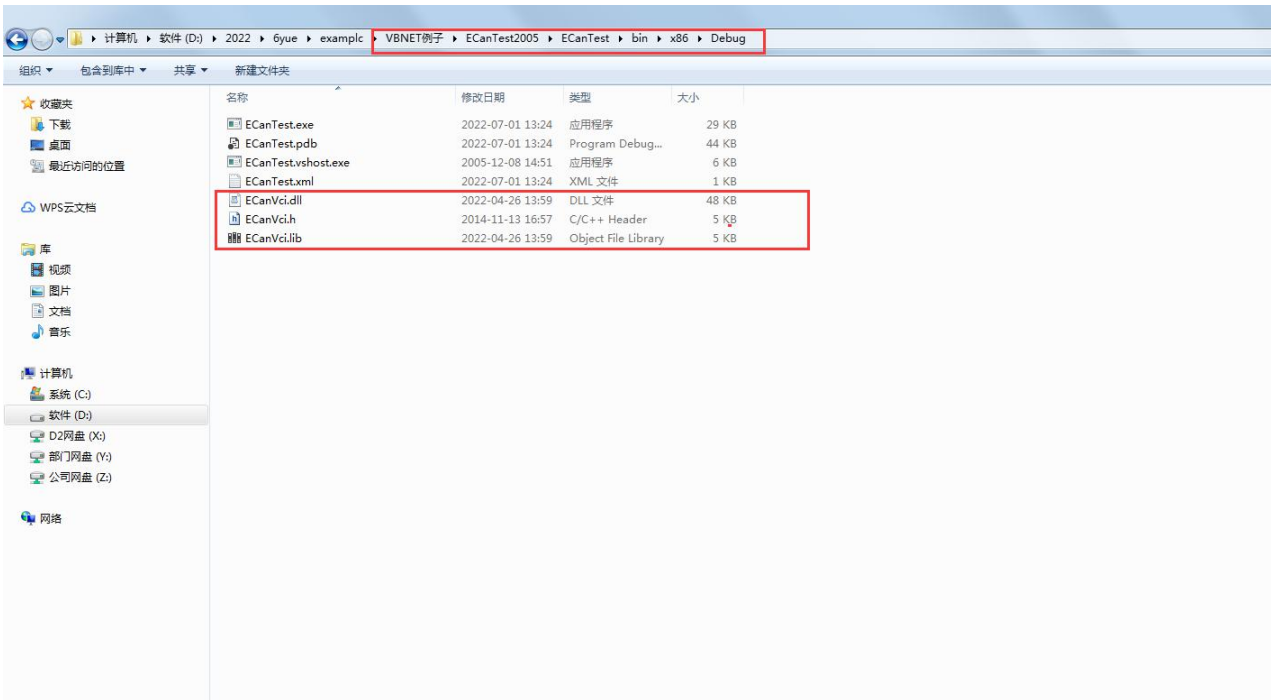 计算机 ▸ 软件 (D:) ▸ 2022 ▸ 6yue ▸ examplc ▸ VBNET例子 ▸ ECanTest2005 ▸ ECanTest ▸ bin ▸ x86 ▸ Debug
组织 包含到库中 共享 新建文件夹
名称 修改日期 类型 大小
ECanTest.exe 2022-07-01 13:24 应用程序 29 KB
ECanTest.pdb 2022-07-01 13:24 Program Debug... 44 KB
ECanTest.vshost.exe 2005-12-08 14:51 应用程序 6 KB
ECanTest.xml 2022-07-01 13:24 XML 文件 1 KB
ECanVci.dll 2022-04-26 13:59 DLL 文件 48 KB
ECanVci.h 2014-11-13 16:57 C/C++ Header 5 KB
ECanVci.lib 2022-04-26 13:59 Object File Library 5 KB
收藏夹
下载
桌面
最近访问的位置
WPS云文档
库
视频
图片
文档
音乐
计算机
系统 (C:)
软件 (D:)
D2网盘 (X:)
部门网盘 (Y:)
公司网盘 (Z:)
网络